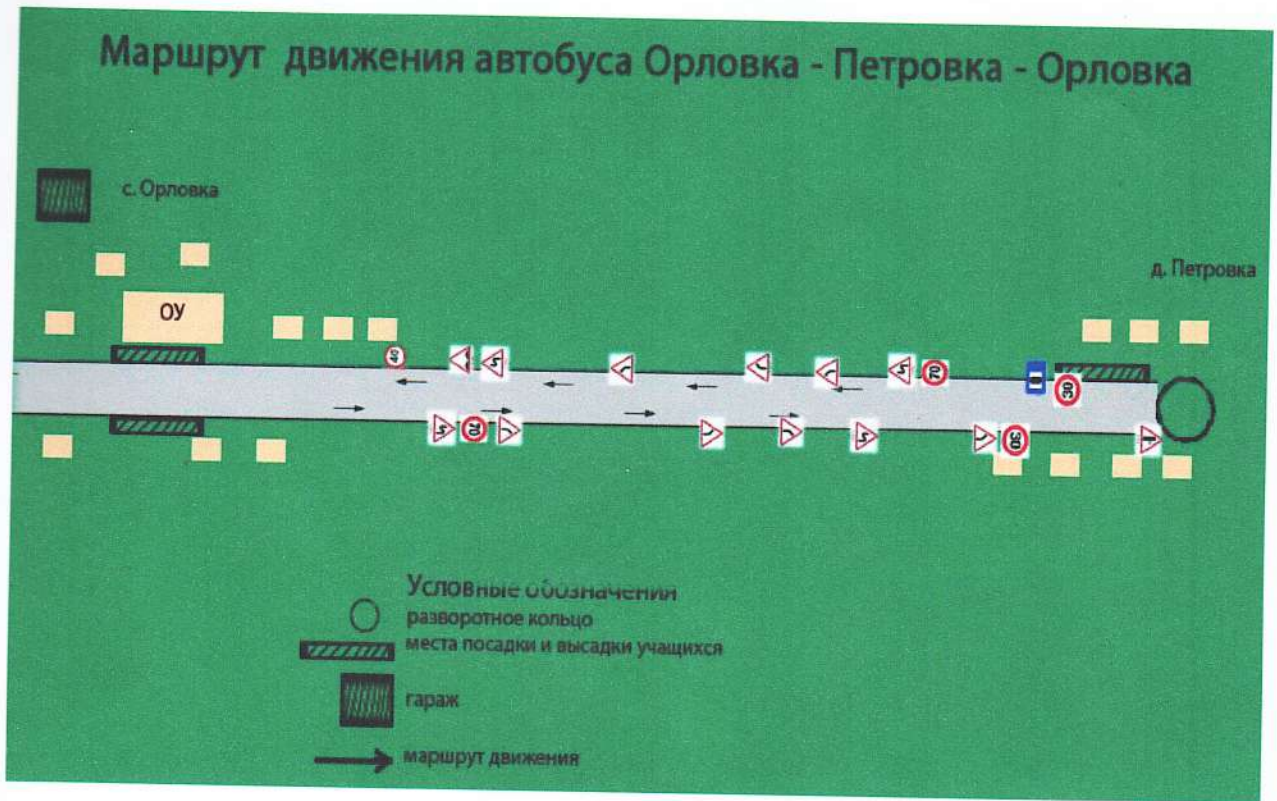 Маршрут движения автобуса Орловка - Петровка - Орловка
с. Орловка
д. Петровка
ОУ
40
70
30
70
30
Условные обозначения
разворотное кольцо
места посадки и высадки учащихся
гараж
маршрут движения